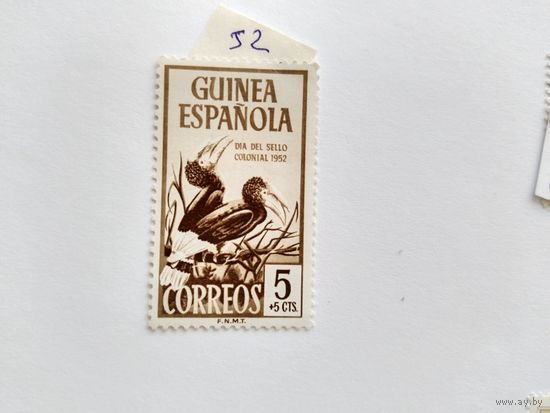 52
GUINEA
ESPAÑOLA
DIA DEL SELLO
COLONIAL 1952
CORREOS
5
+5 CTS.
F.N.M.T.
www.ay.by